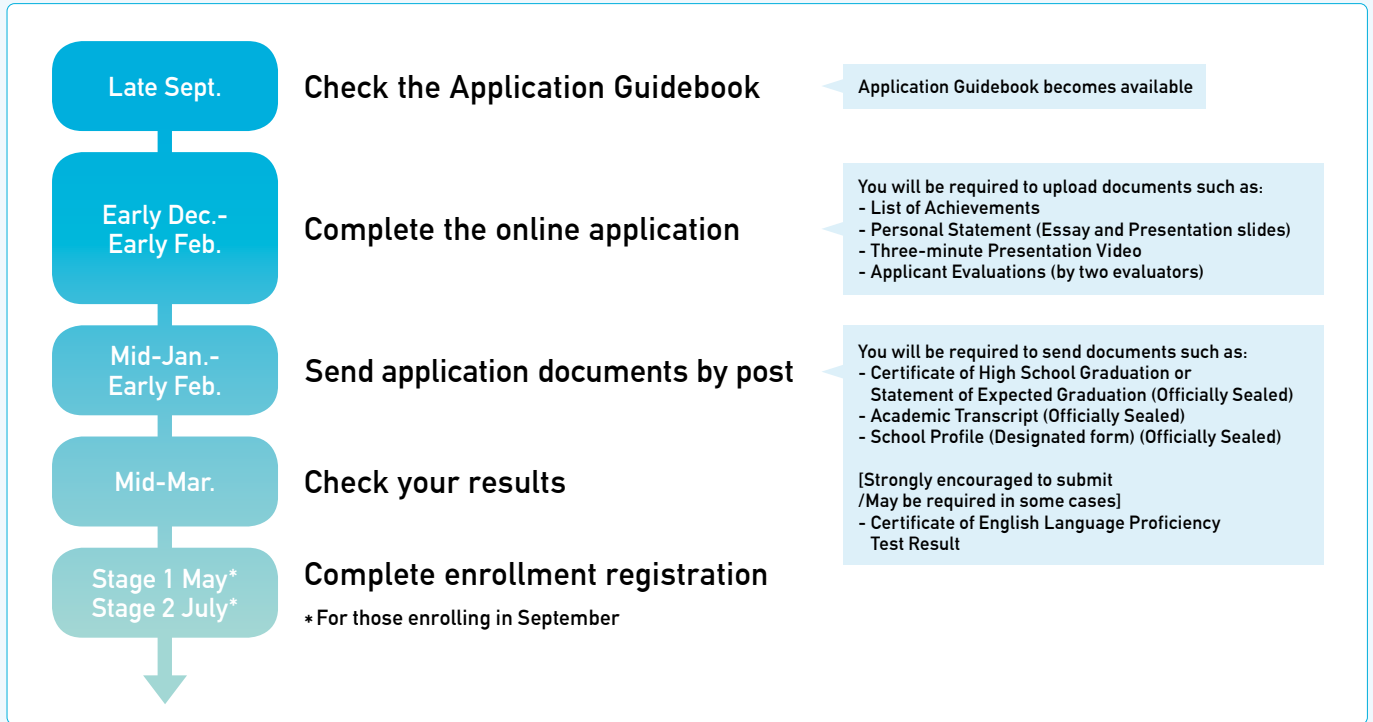 Late Sept.
Check the Application Guidebook
Application Guidebook becomes available
Early Dec.-
Early Feb.
Complete the online application
You will be required to upload documents such as:
- List of Achievements
- Personal Statement (Essay and Presentation slides)
- Three-minute Presentation Video
- Applicant Evaluations (by two evaluators)
Mid-Jan.-
Early Feb.
Send application documents by post
You will be required to send documents such as:
- Certificate of High School Graduation or
Statement of Expected Graduation (Officially Sealed)
- Academic Transcript (Officially Sealed)
- School Profile (Designated form) (Officially Sealed)
[Strongly encouraged to submit
/May be required in some cases]
- Certificate of English Language Proficiency
Test Result
Mid-Mar.
Check your results
Stage 1 May*
Stage 2 July*
Complete enrollment registration
* For those enrolling in September